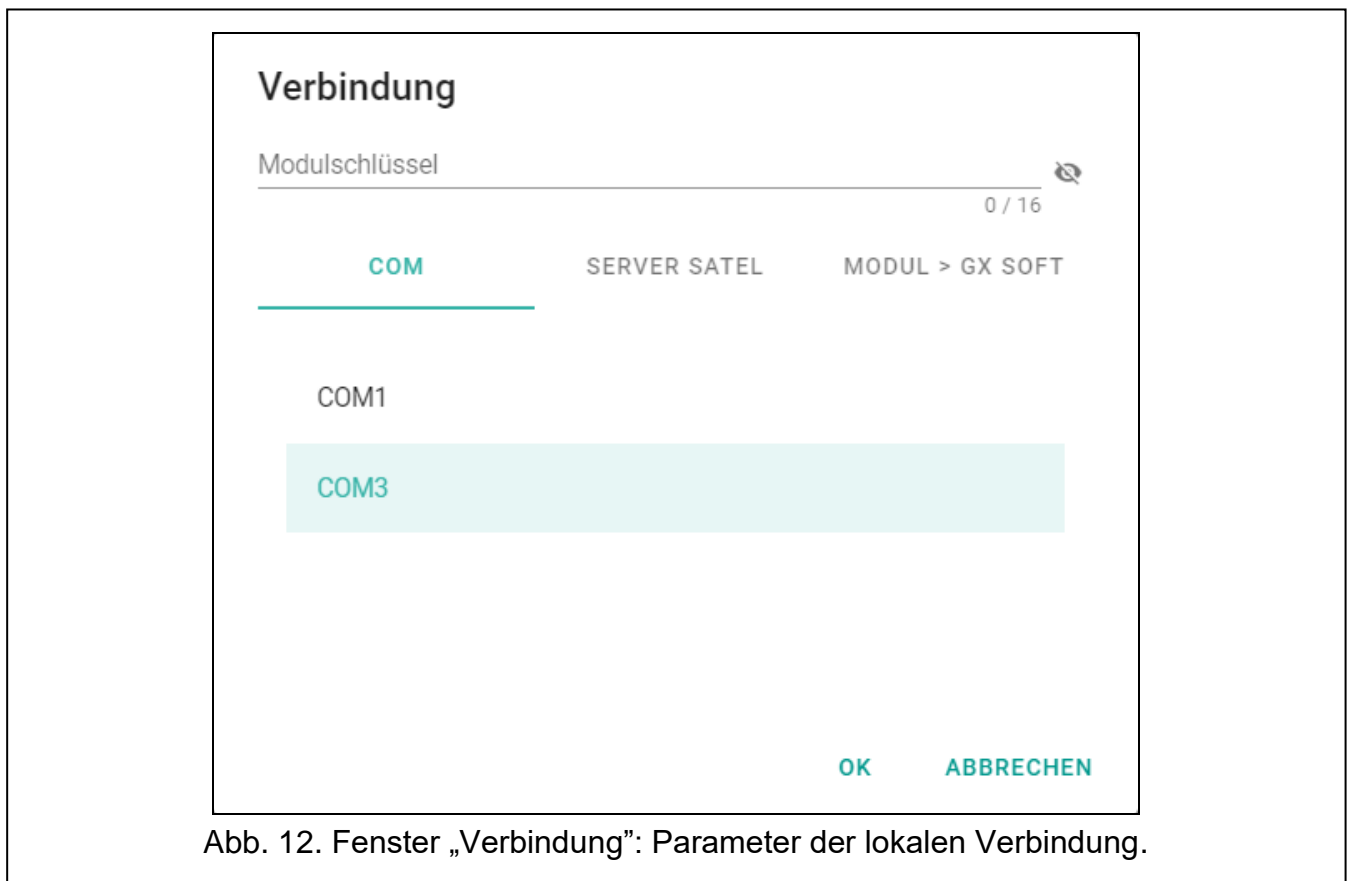 Verbindung
Modulschlüssel
0 / 16
COM SERVER SATEL MODUL > GX SOFT
COM1
COM3
OK ABBRECHEN
Abb. 12. Fenster „Verbindung”: Parameter der lokalen Verbindung.